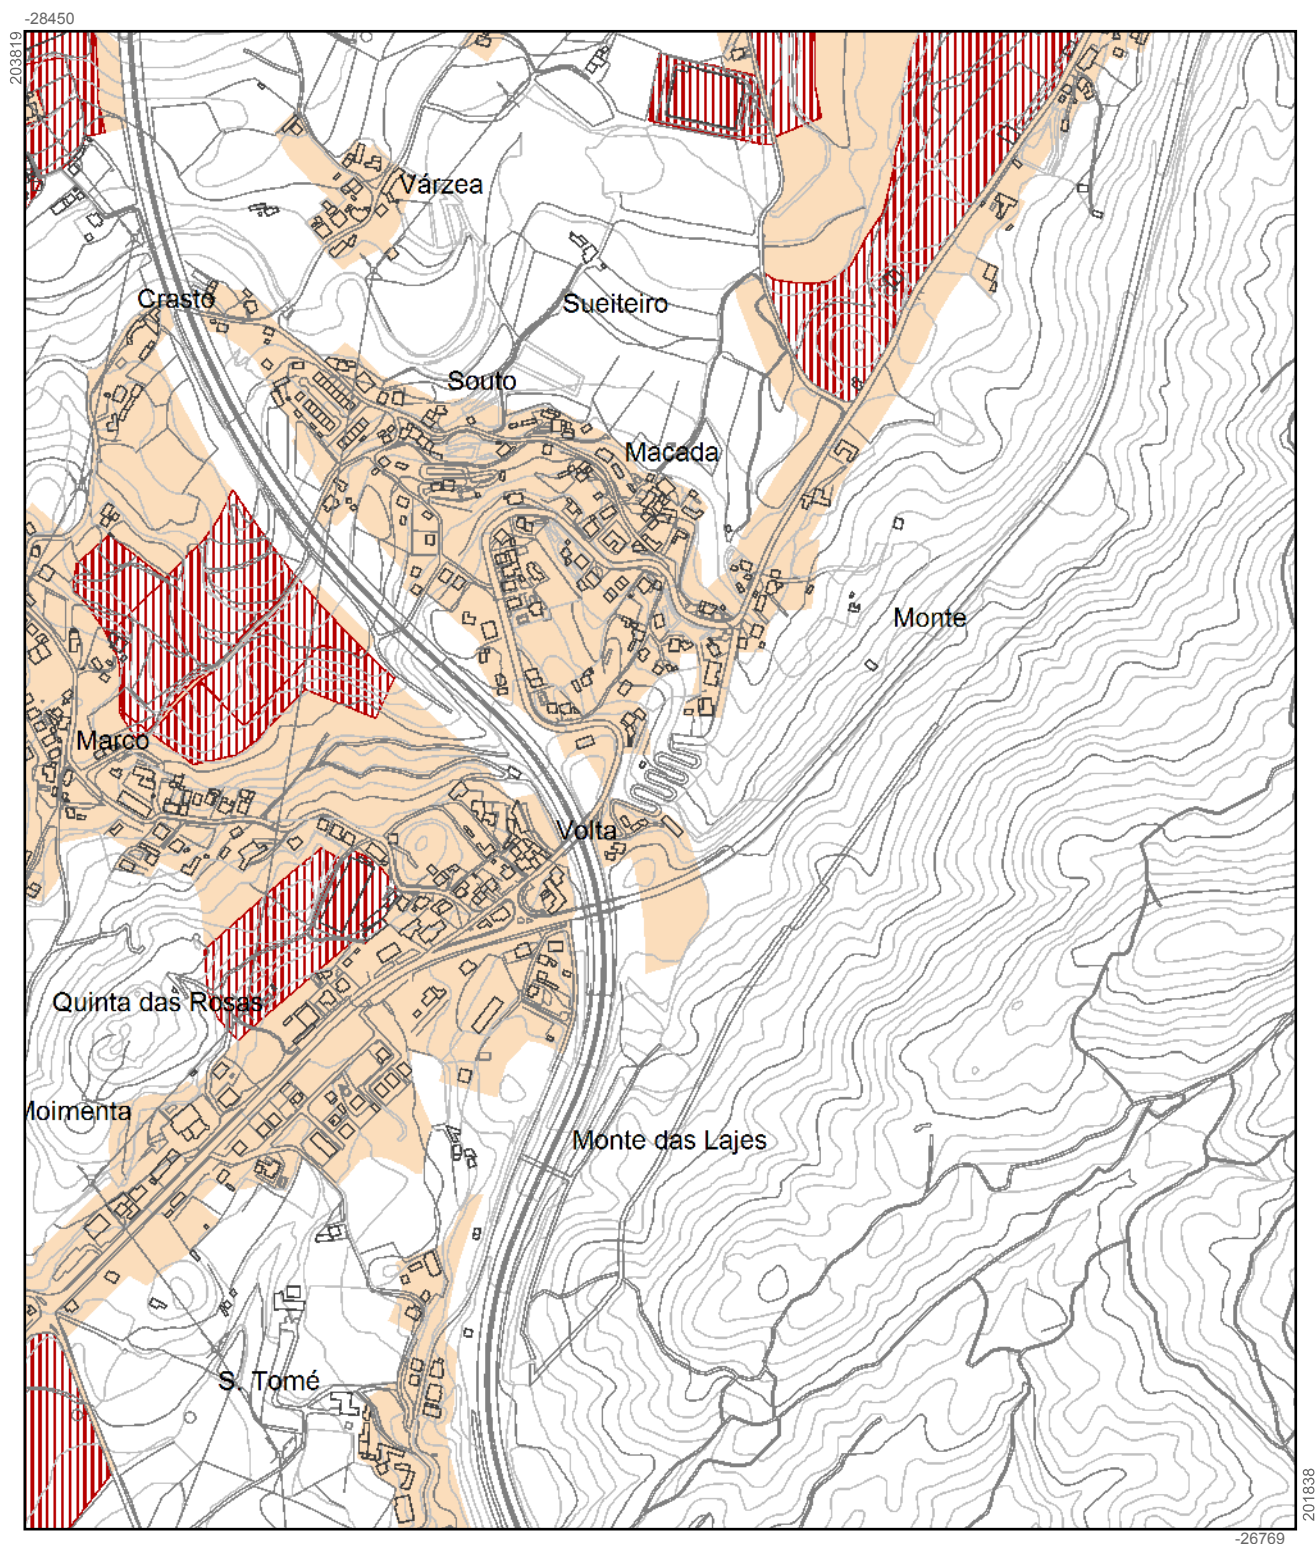 -28450
203819
Várzea
Crasto
Sueiteiro
Souto
Macada
Monte
Marco
Volta
Quinta das Rosas
Moimenta
Monte das Lajes
S. Tomé
201838
-26769